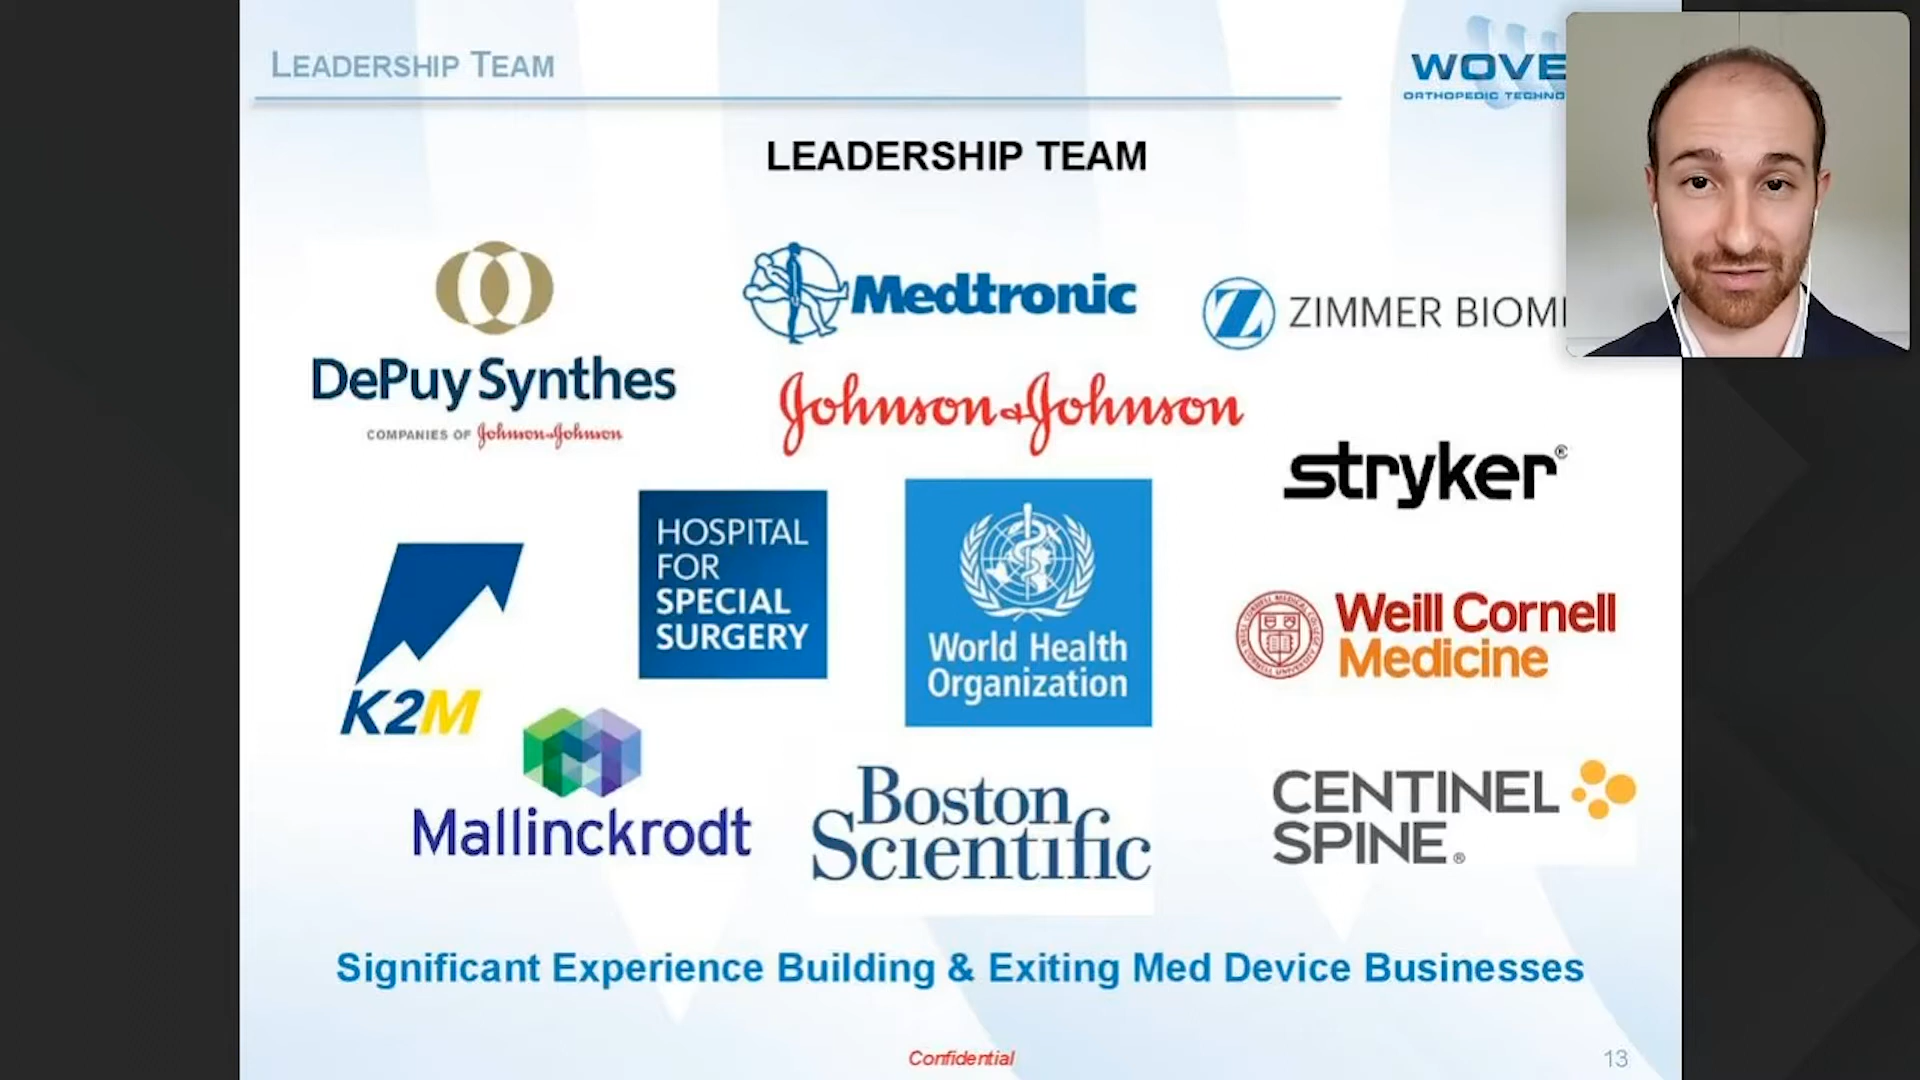 LEADERSHIP TEAM
WOVE
ORTHOPEDIC TECHNO
LEADERSHIP TEAM
Medtronic
ZIMMER BIOM
DePuy Synthes
COMPANIES OF Johnson & Johnson
Johnson & Johnson
stryker®
HOSPITAL
FOR
SPECIAL
SURGERY
World Health
Organization
Weill Cornell
Medicine
K2M
Mallinckrodt
Boston
Scientific
CENTINEL
SPINE®
Significant Experience Building & Exiting Med Device Businesses
Confidential
13